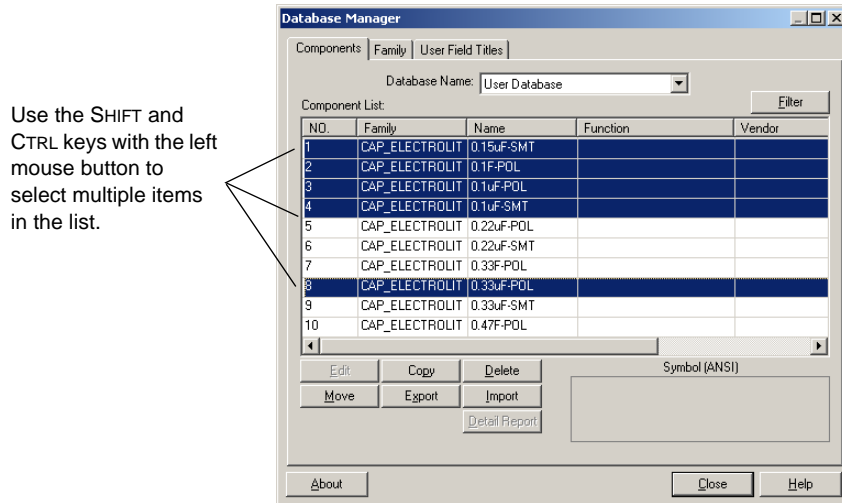 Database Manager
Components Family User Field Titles
Database Name: User Database
Component List: Filter
Use the SHIFT and
CTRL keys with the left
mouse button to
select multiple items
in the list.
NO. Family Name Function Vendor
1 CAP_ELECTROLIT 0.15uF-SMT
2 CAP_ELECTROLIT 0.1F-POL
3 CAP_ELECTROLIT 0.1uF-POL
4 CAP_ELECTROLIT 0.1uF-SMT
5 CAP_ELECTROLIT 0.22uF-POL
6 CAP_ELECTROLIT 0.22uF-SMT
7 CAP_ELECTROLIT 0.33F-POL
8 CAP_ELECTROLIT 0.33uF-POL
9 CAP_ELECTROLIT 0.33uF-SMT
10 CAP_ELECTROLIT 0.47F-POL
Edit Copy Delete Symbol (ANSI)
Move Export Import
Detail Report
About Close Help